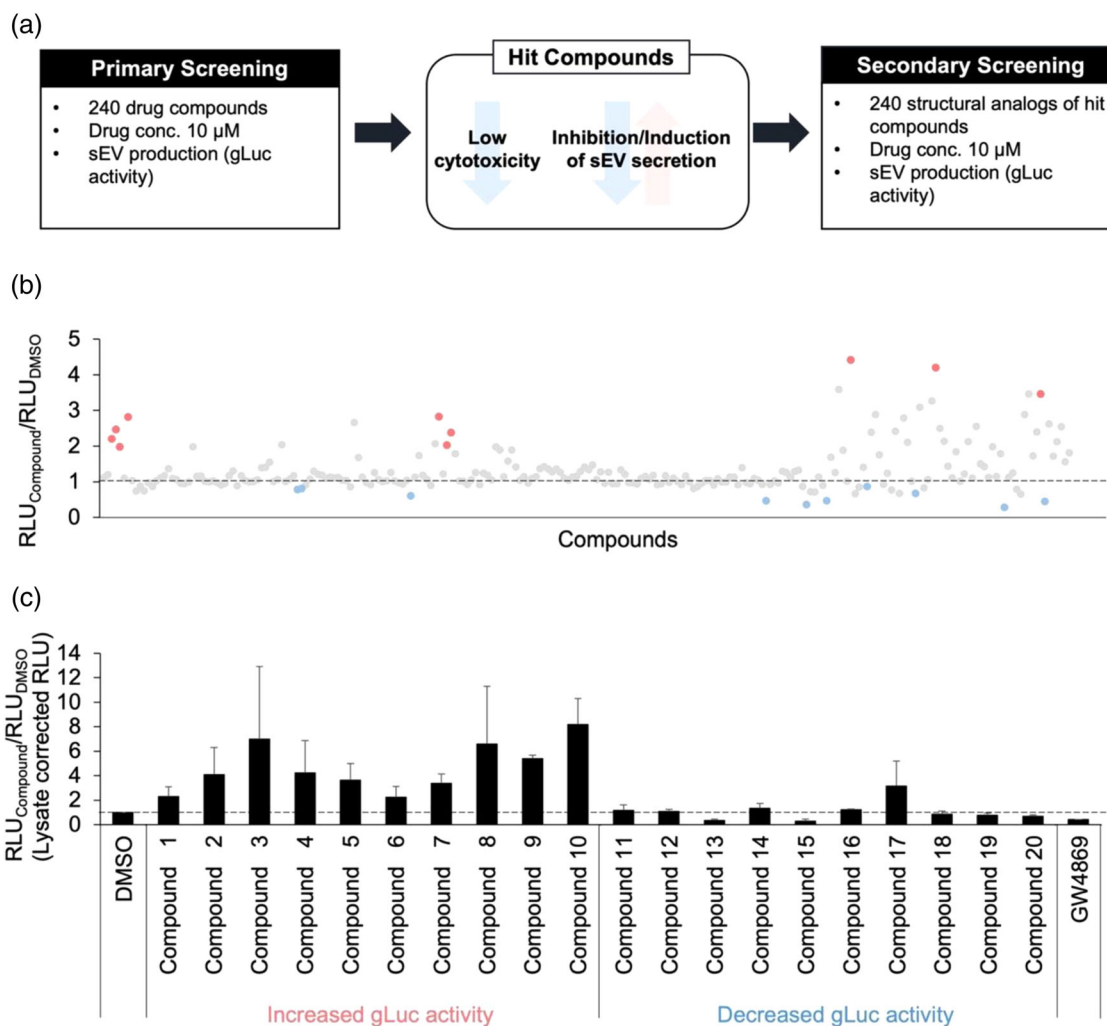 (a)
Primary Screening
• 240 drug compounds
• Drug conc. 10 µM
• sEV production (gLuc
activity)
Hit Compounds
Low
cytotoxicity
Inhibition/Induction
of sEV secretion
Secondary Screening
• 240 structural analogs of hit
compounds
• Drug conc. 10 µM
• sEV production (gLuc
activity)
(b)
RLUCompound/RLUDMSO
5
4
3
2
1
0
Compounds
(c)
RLUCompound/RLUDMSO
(Lysate corrected RLU)
14
12
10
8
6
4
2
0
DMSO
Compound 1
Compound 2
Compound 3
Compound 4
Compound 5
Compound 6
Compound 7
Compound 8
Compound 9
Compound 10
Compound 11
Compound 12
Compound 13
Compound 14
Compound 15
Compound 16
Compound 17
Compound 18
Compound 19
Compound 20
GW4869
Increased gLuc activity
Decreased gLuc activity